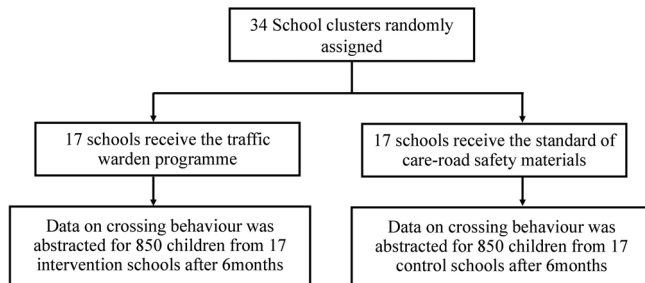 34 School clusters randomly
assigned
17 schools receive the traffic
warden programme
17 schools receive the standard of
care-road safety materials
Data on crossing behaviour was
abstracted for 850 children from 17
intervention schools after 6months
Data on crossing behaviour was
abstracted for 850 children from 17
control schools after 6months